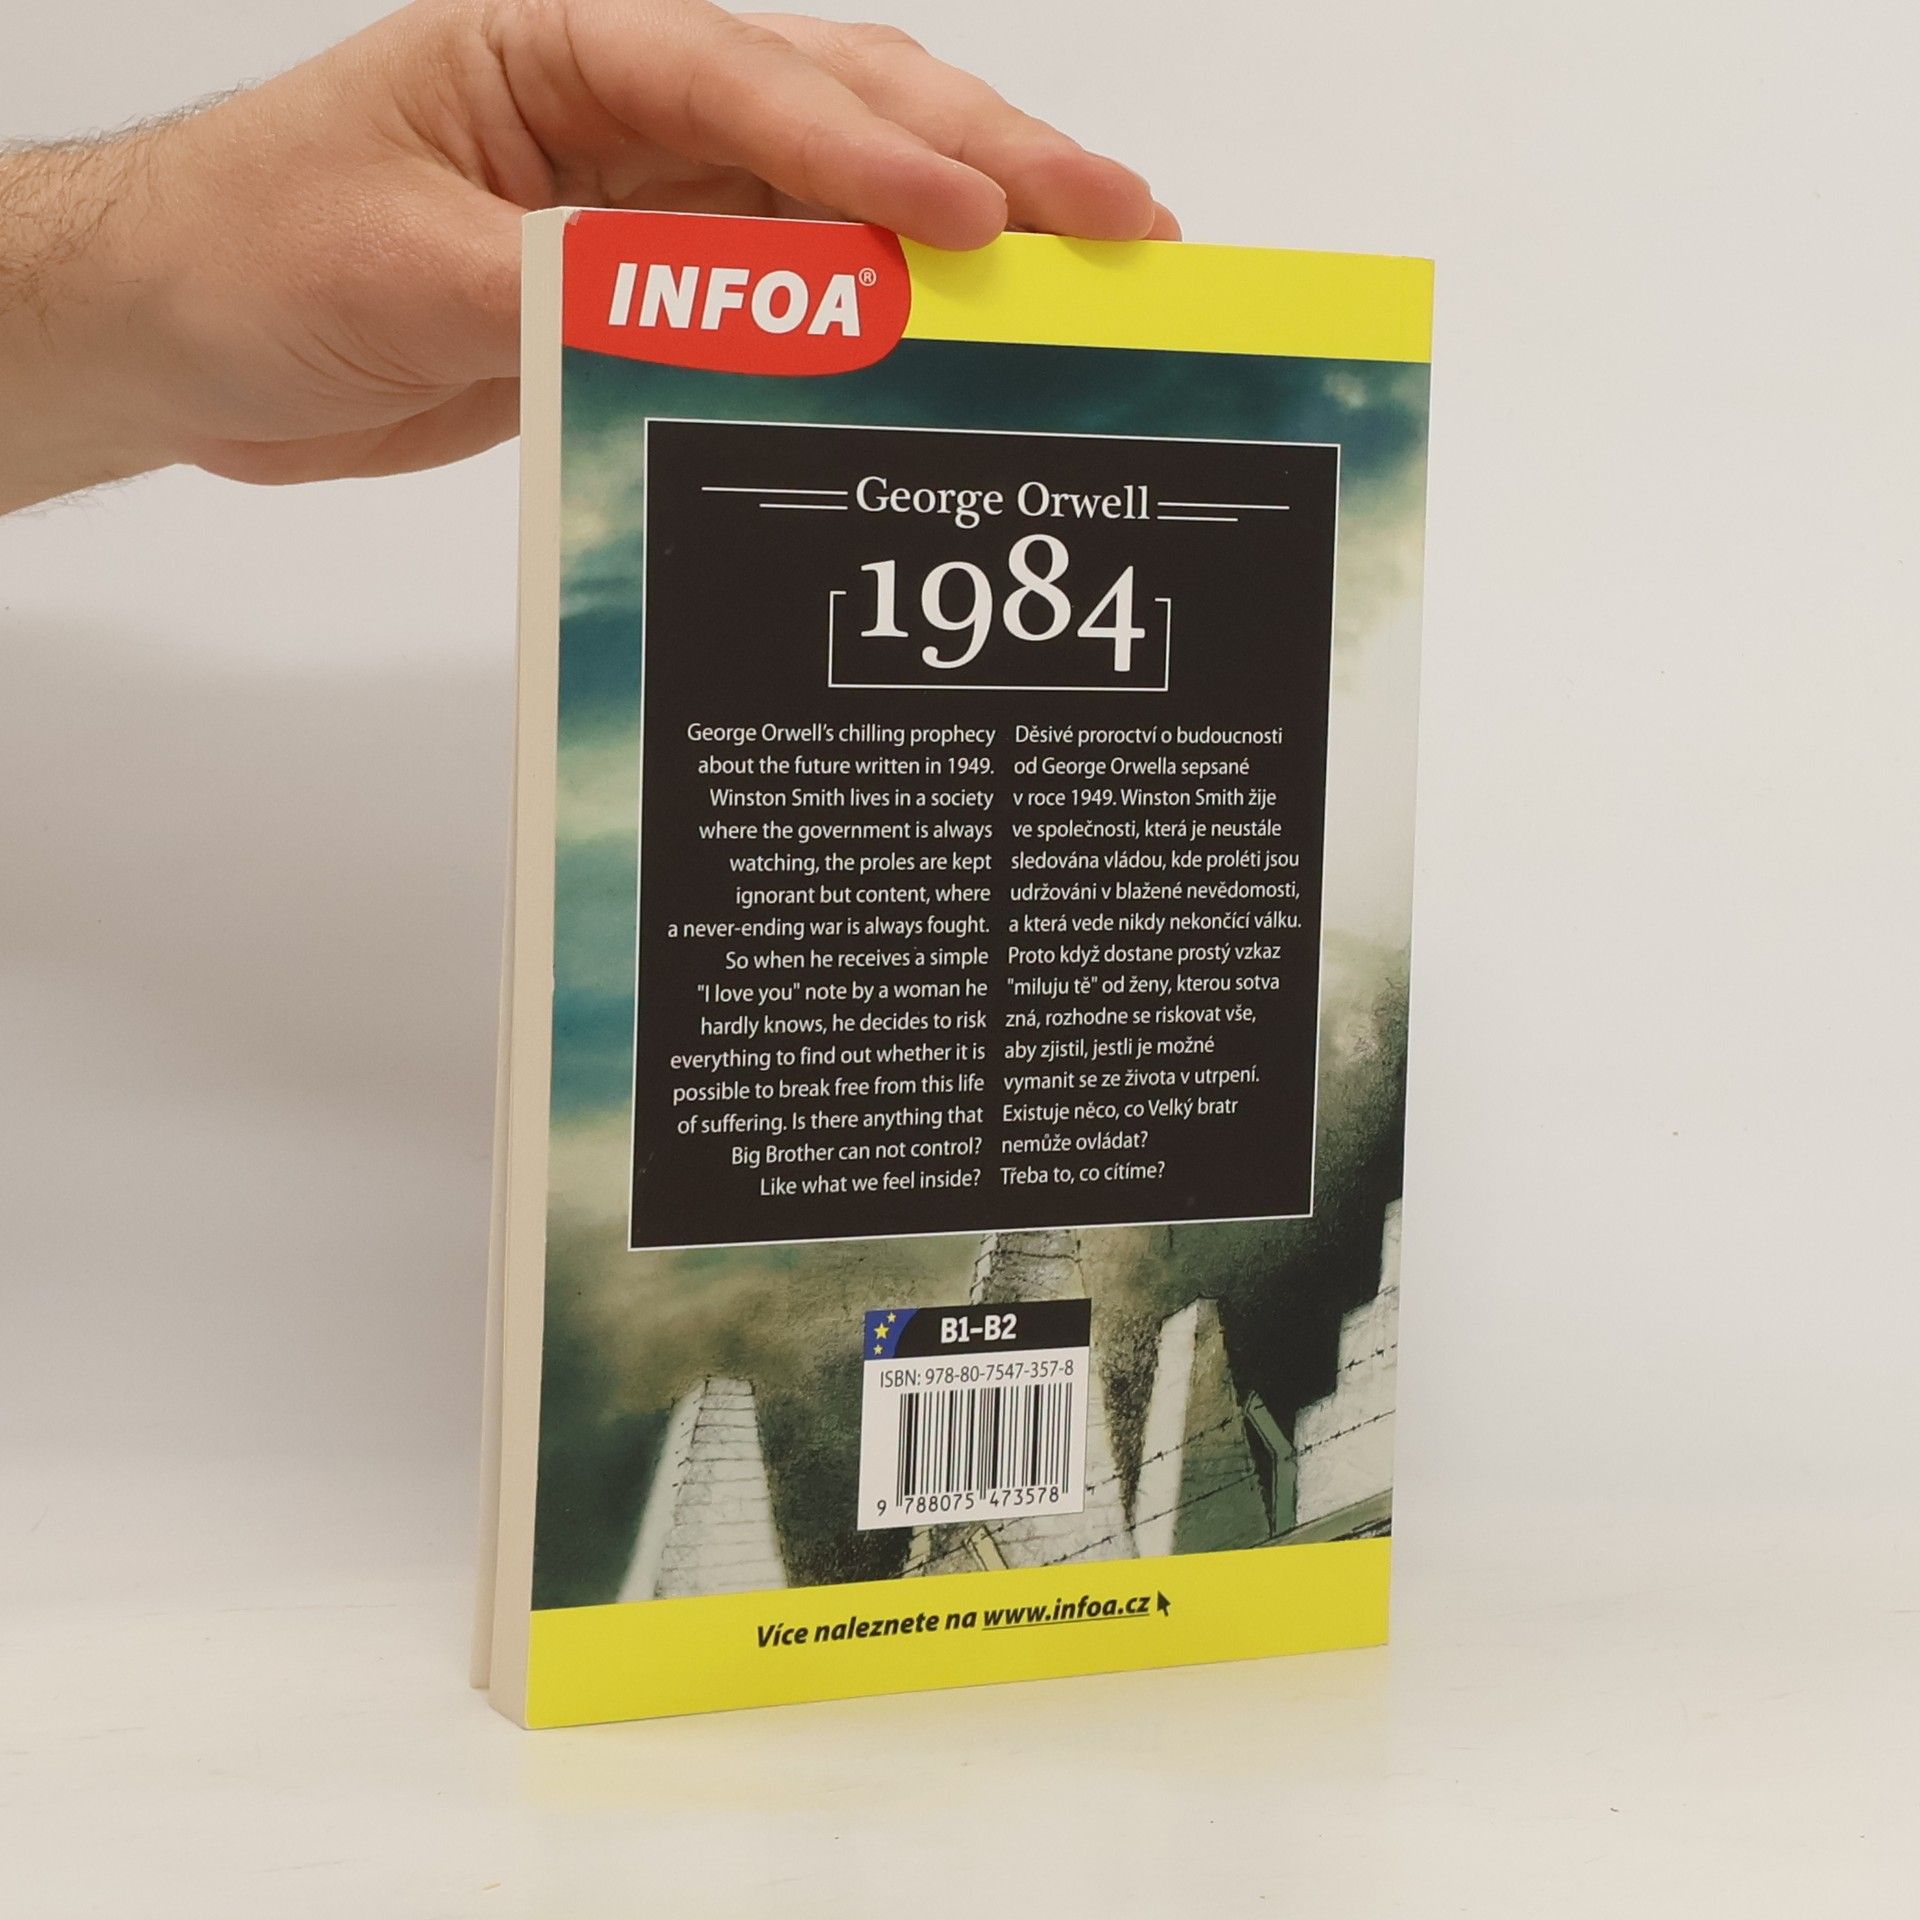 INFOA®
George Orwell
1984
George Orwell's chilling prophecy
about the future written in 1949.
Winston Smith lives in a society
where the government is always
watching, the proles are kept
ignorant but content, where
a never-ending war is always fought.
So when he receives a simple
"I love you" note by a woman he
hardly knows, he decides to risk
everything to find out whether it is
possible to break free from this life
of suffering. Is there anything that
Big Brother can not control?
Like what we feel inside?
Děsivé proroctví o budoucnosti
od George Orwella sepsané
v roce 1949. Winston Smith žije
ve společnosti, která je neustále
sledována vládou, kde proléti jsou
udržováni v blažené nevědomosti,
a která vede nikdy nekončící válku.
Proto když dostane prostý vzkaz
"miluju tě" od ženy, kterou sotva
zná, rozhodne se riskovat vše,
aby zjistil, jestli je možné
vymanit se ze života v utrpení.
Existuje něco, co Velký bratr
nemůže ovládat?
Třeba to, co cítíme?
B1–B2
ISBN: 978-80-7547-357-8
9 788075 473578
Více naleznete na www.infoa.cz